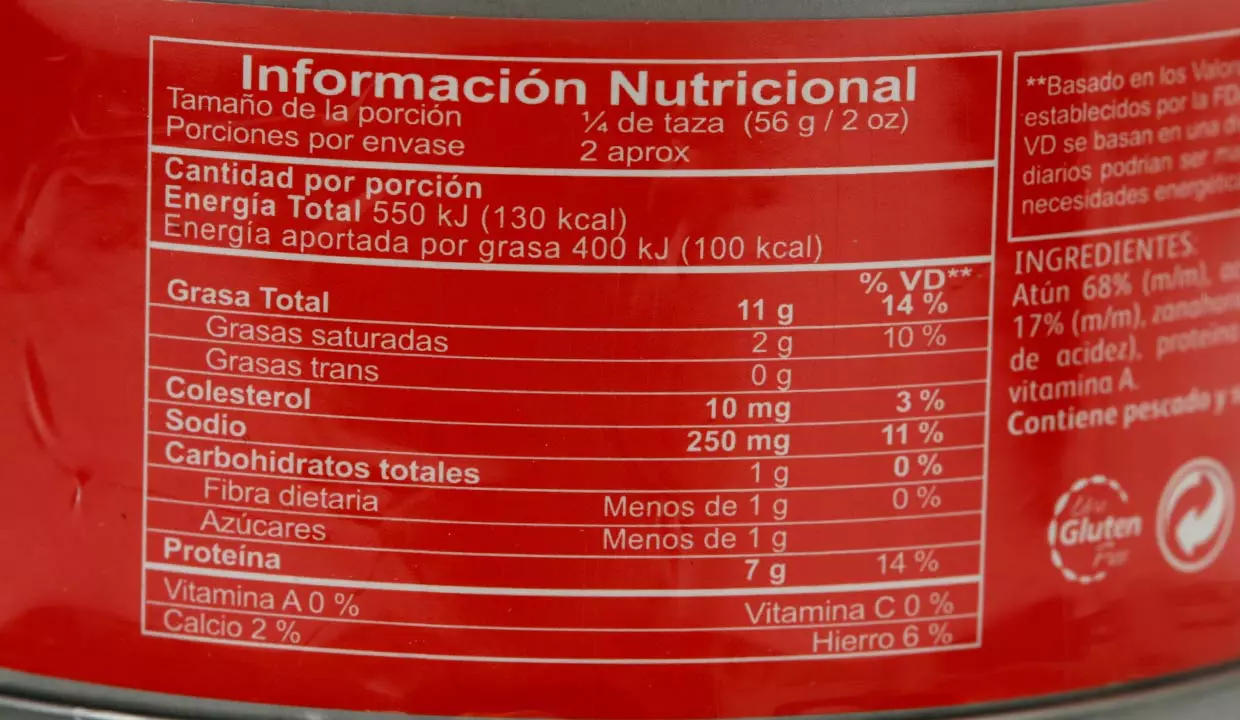 Información Nutricional
Tamaño de la porción ¼ de taza (56 g / 2 oz)
Porciones por envase 2 aprox
Cantidad por porción
Energía Total 550 kJ (130 kcal)
Energía aportada por grasa 400 kJ (100 kcal)
% VD**
Grasa Total 11 g 14 %
Grasas saturadas 2 g 10 %
Grasas trans 0 g
Colesterol 10 mg 3 %
Sodio 250 mg 11 %
Carbohidratos totales 1 g 0 %
Fibra dietaria Menos de 1 g 0 %
Azúcares Menos de 1 g
Proteína 7 g 14 %
Vitamina A 0 % Vitamina C 0 %
Calcio 2 % Hierro 6 %
**Basado en los
establecidos por la
VD se basan en una
diarios podrían ser
necesidades
INGREDIENTES:
Atún 68% (m/m),
17% (m/m),
de acidez),
vitamina A.
Contiene pescado y
Gluten